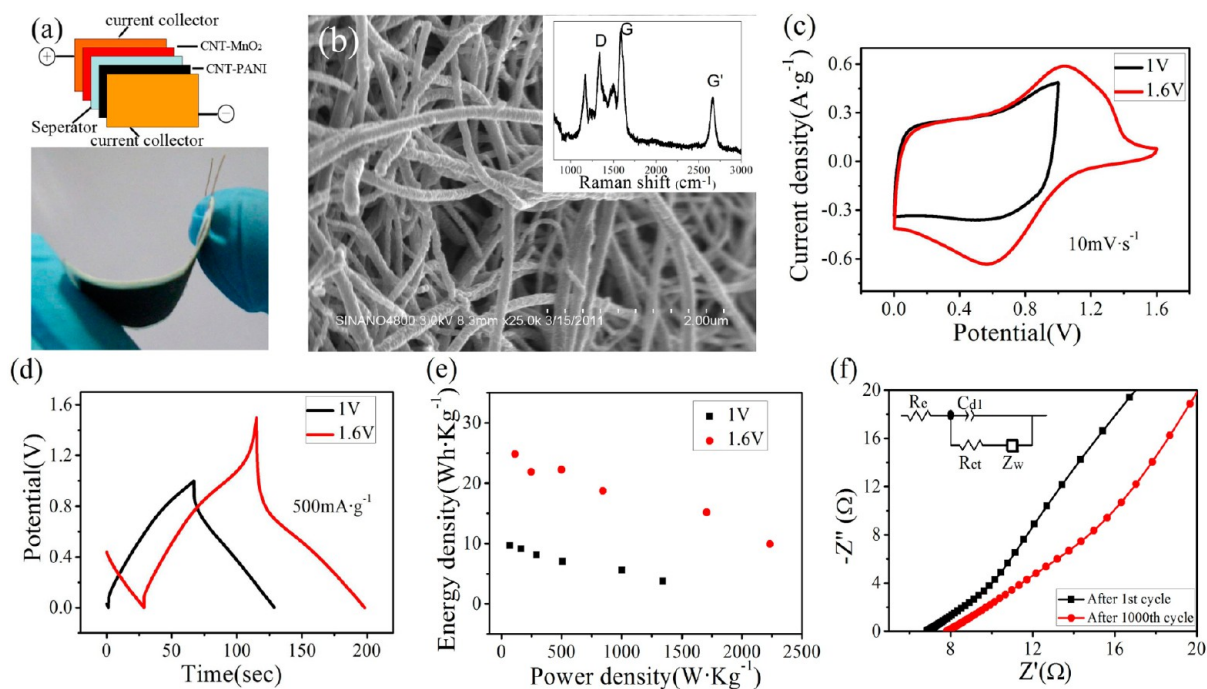 (a)
current collector
CNT-MnO₂
CNT-PANI
Seperator
current collector
(b)
D
G
G'
1000 1500 2000 2500 3000
Raman shift (cm⁻¹)
SINANO4800 3.0kV 8.3mm x25.0k 3/15/2011 2.00um
(c)
Current density(A·g⁻¹)
0.6
0.3
0.0
-0.3
-0.6
1V
1.6V
10mV·s⁻¹
0.0 0.4 0.8 1.2 1.6
Potential(V)
(d)
Potential(V)
1.6
1.2
0.8
0.4
0.0
1V
1.6V
500mA·g⁻¹
0 50 100 150 200
Time(sec)
(e)
Energy density(Wh·Kg⁻¹)
30
20
10
0
1V
1.6V
0 500 1000 1500 2000 2500
Power density(W·Kg⁻¹)
(f)
-Z'' (Ω)
20
16
12
8
4
0
Re
Cdl
Rct
Zw
After 1st cycle
After 1000th cycle
8 12 16 20
Z'(Ω)